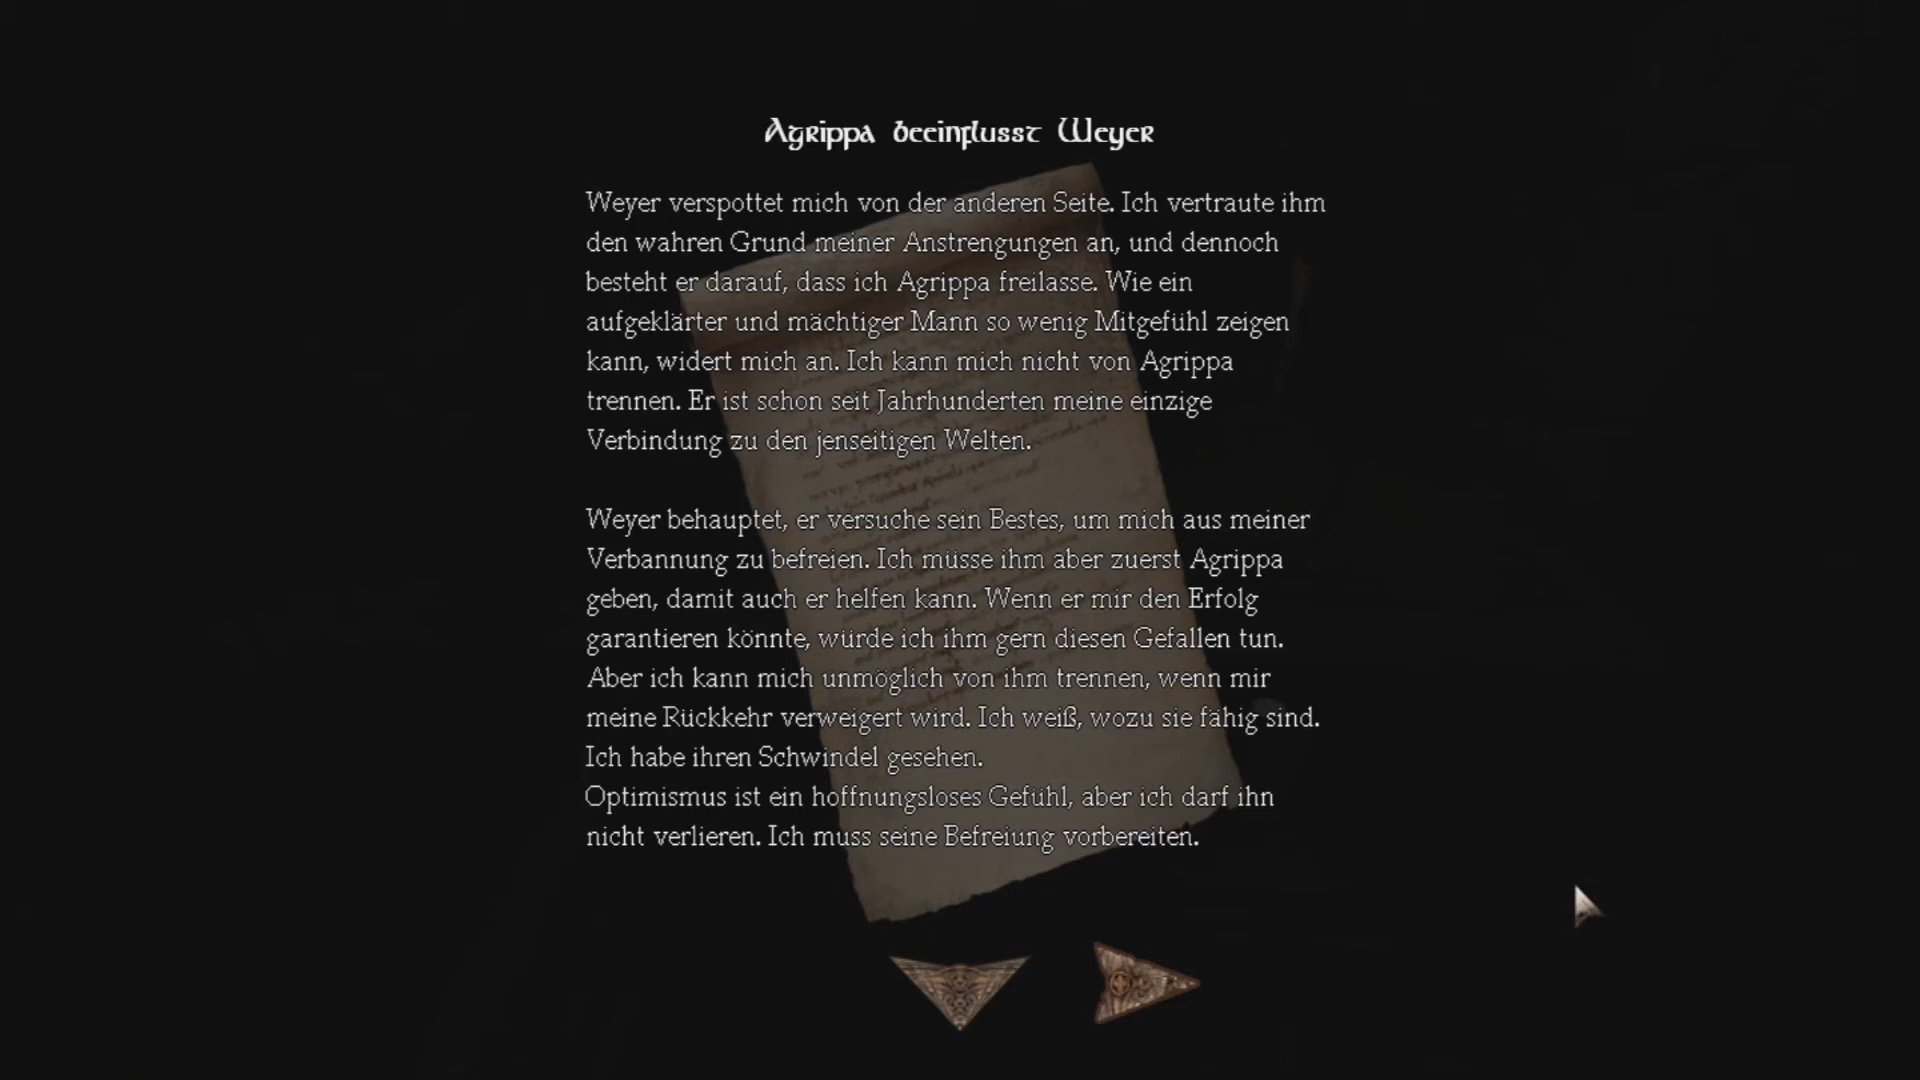 Agrippa beeinflusst Weyer
Weyer verspottet mich von der anderen Seite. Ich vertraute ihm
den wahren Grund meiner Anstrengungen an, und dennoch
besteht er darauf, dass ich Agrippa freilasse. Wie ein
aufgeklärter und mächtiger Mann so wenig Mitgefühl zeigen
kann, widert mich an. Ich kann mich nicht von Agrippa
trennen. Er ist schon seit Jahrhunderten meine einzige
Verbindung zu den jenseitigen Welten.
Weyer behauptet, er versuche sein Bestes, um mich aus meiner
Verbannung zu befreien. Ich müsse ihm aber zuerst Agrippa
geben, damit auch er helfen kann. Wenn er mir den Erfolg
garantieren könnte, würde ich ihm gern diesen Gefallen tun.
Aber ich kann mich unmöglich von ihm trennen, wenn mir
meine Rückkehr verweigert wird. Ich weiß, wozu sie fähig sind.
Ich habe ihren Schwindel gesehen.
Optimismus ist ein hoffnungsloses Gefühl, aber ich darf ihn
nicht verlieren. Ich muss seine Befreiung vorbereiten.